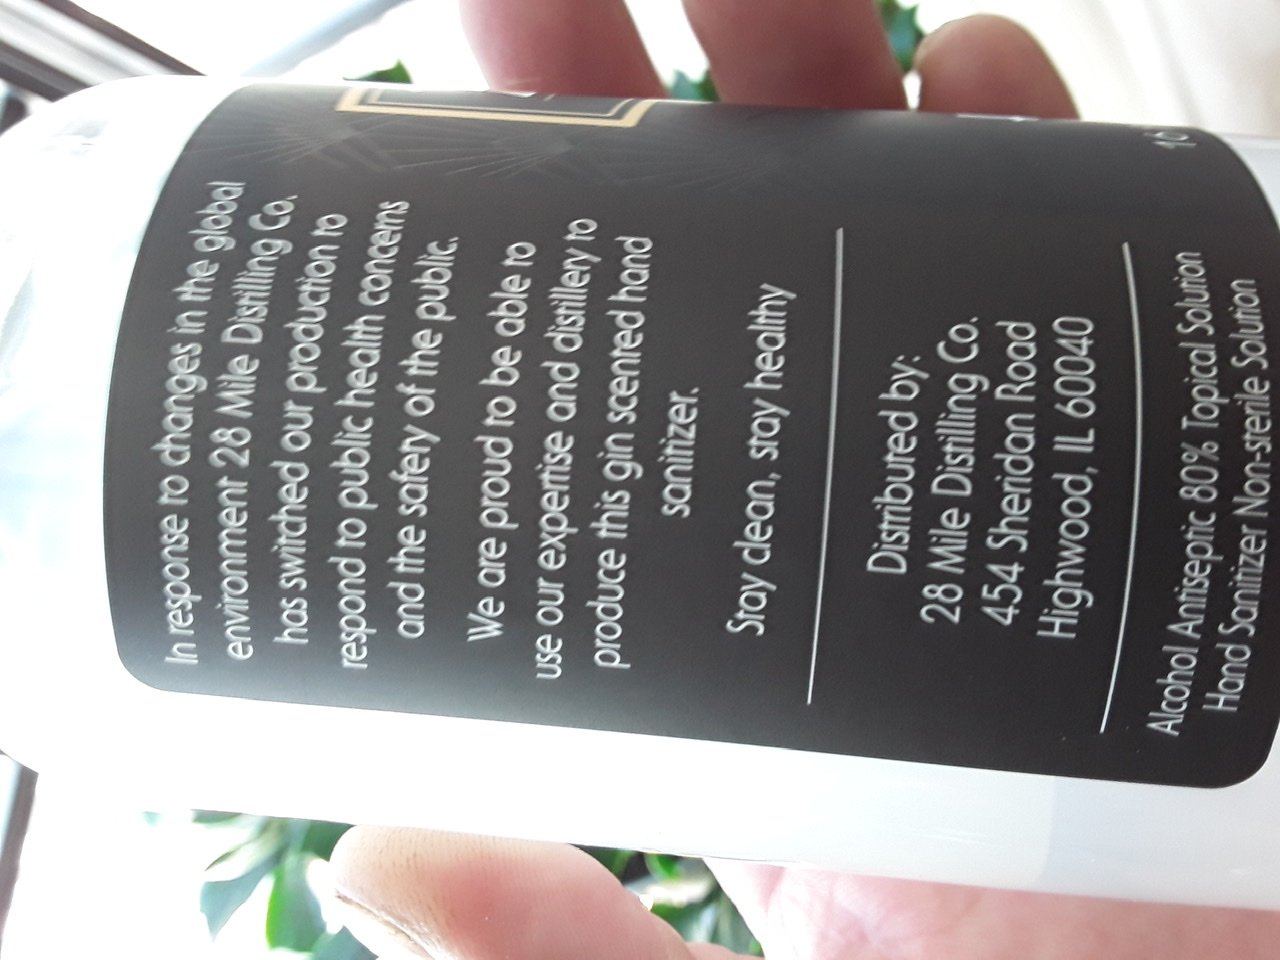 In response to changes in the global
environment 28 Mile Distilling Co.
has switched our production to
respond to public health concerns
and the safety of the public.
We are proud to be able to
use our expertise and distillery to
produce this gin scented hand
sanitizer.
Stay clean, stay healthy
Distributed by:
28 Mile Distilling Co.
454 Sheridan Road
Highwood, IL 60040
Alcohol Antiseptic 80% Topical Solution
Hand Sanitizer Non-sterile Solution